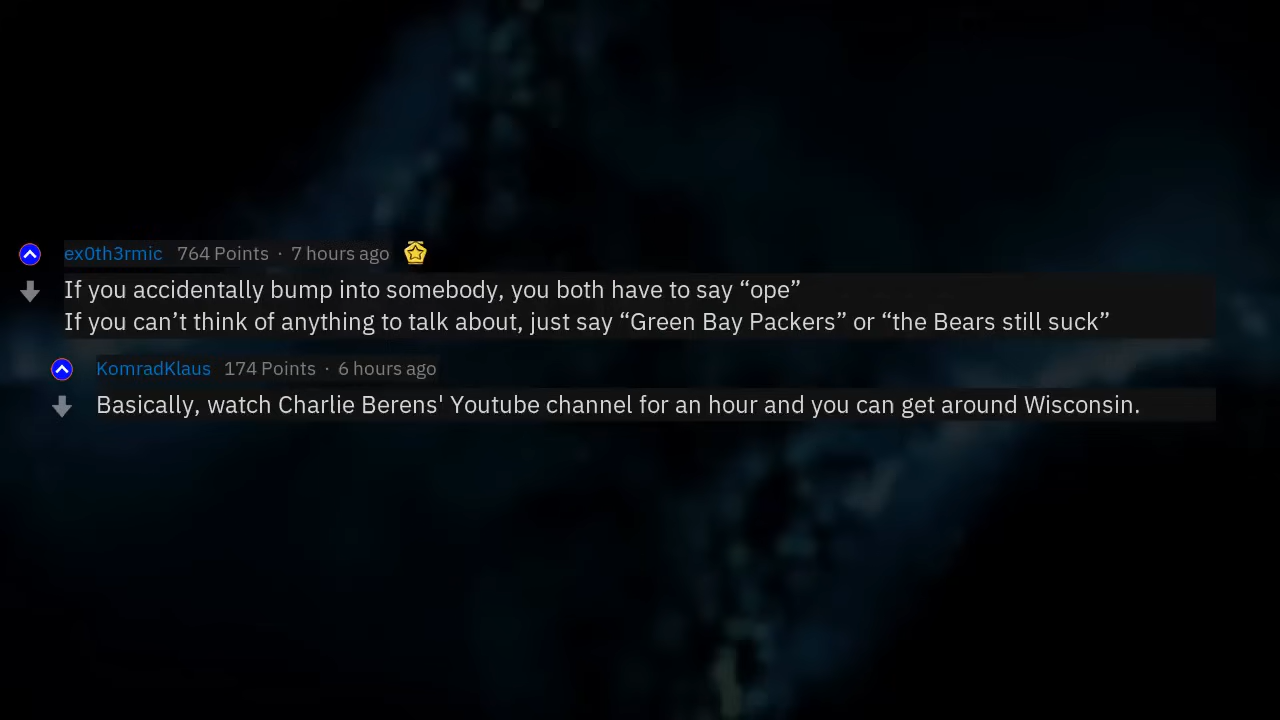 ex0th3rmic 764 Points · 7 hours ago
If you accidentally bump into somebody, you both have to say “ope”
If you can’t think of anything to talk about, just say “Green Bay Packers” or “the Bears still suck”
KomradKlaus 174 Points · 6 hours ago
Basically, watch Charlie Berens' Youtube channel for an hour and you can get around Wisconsin.